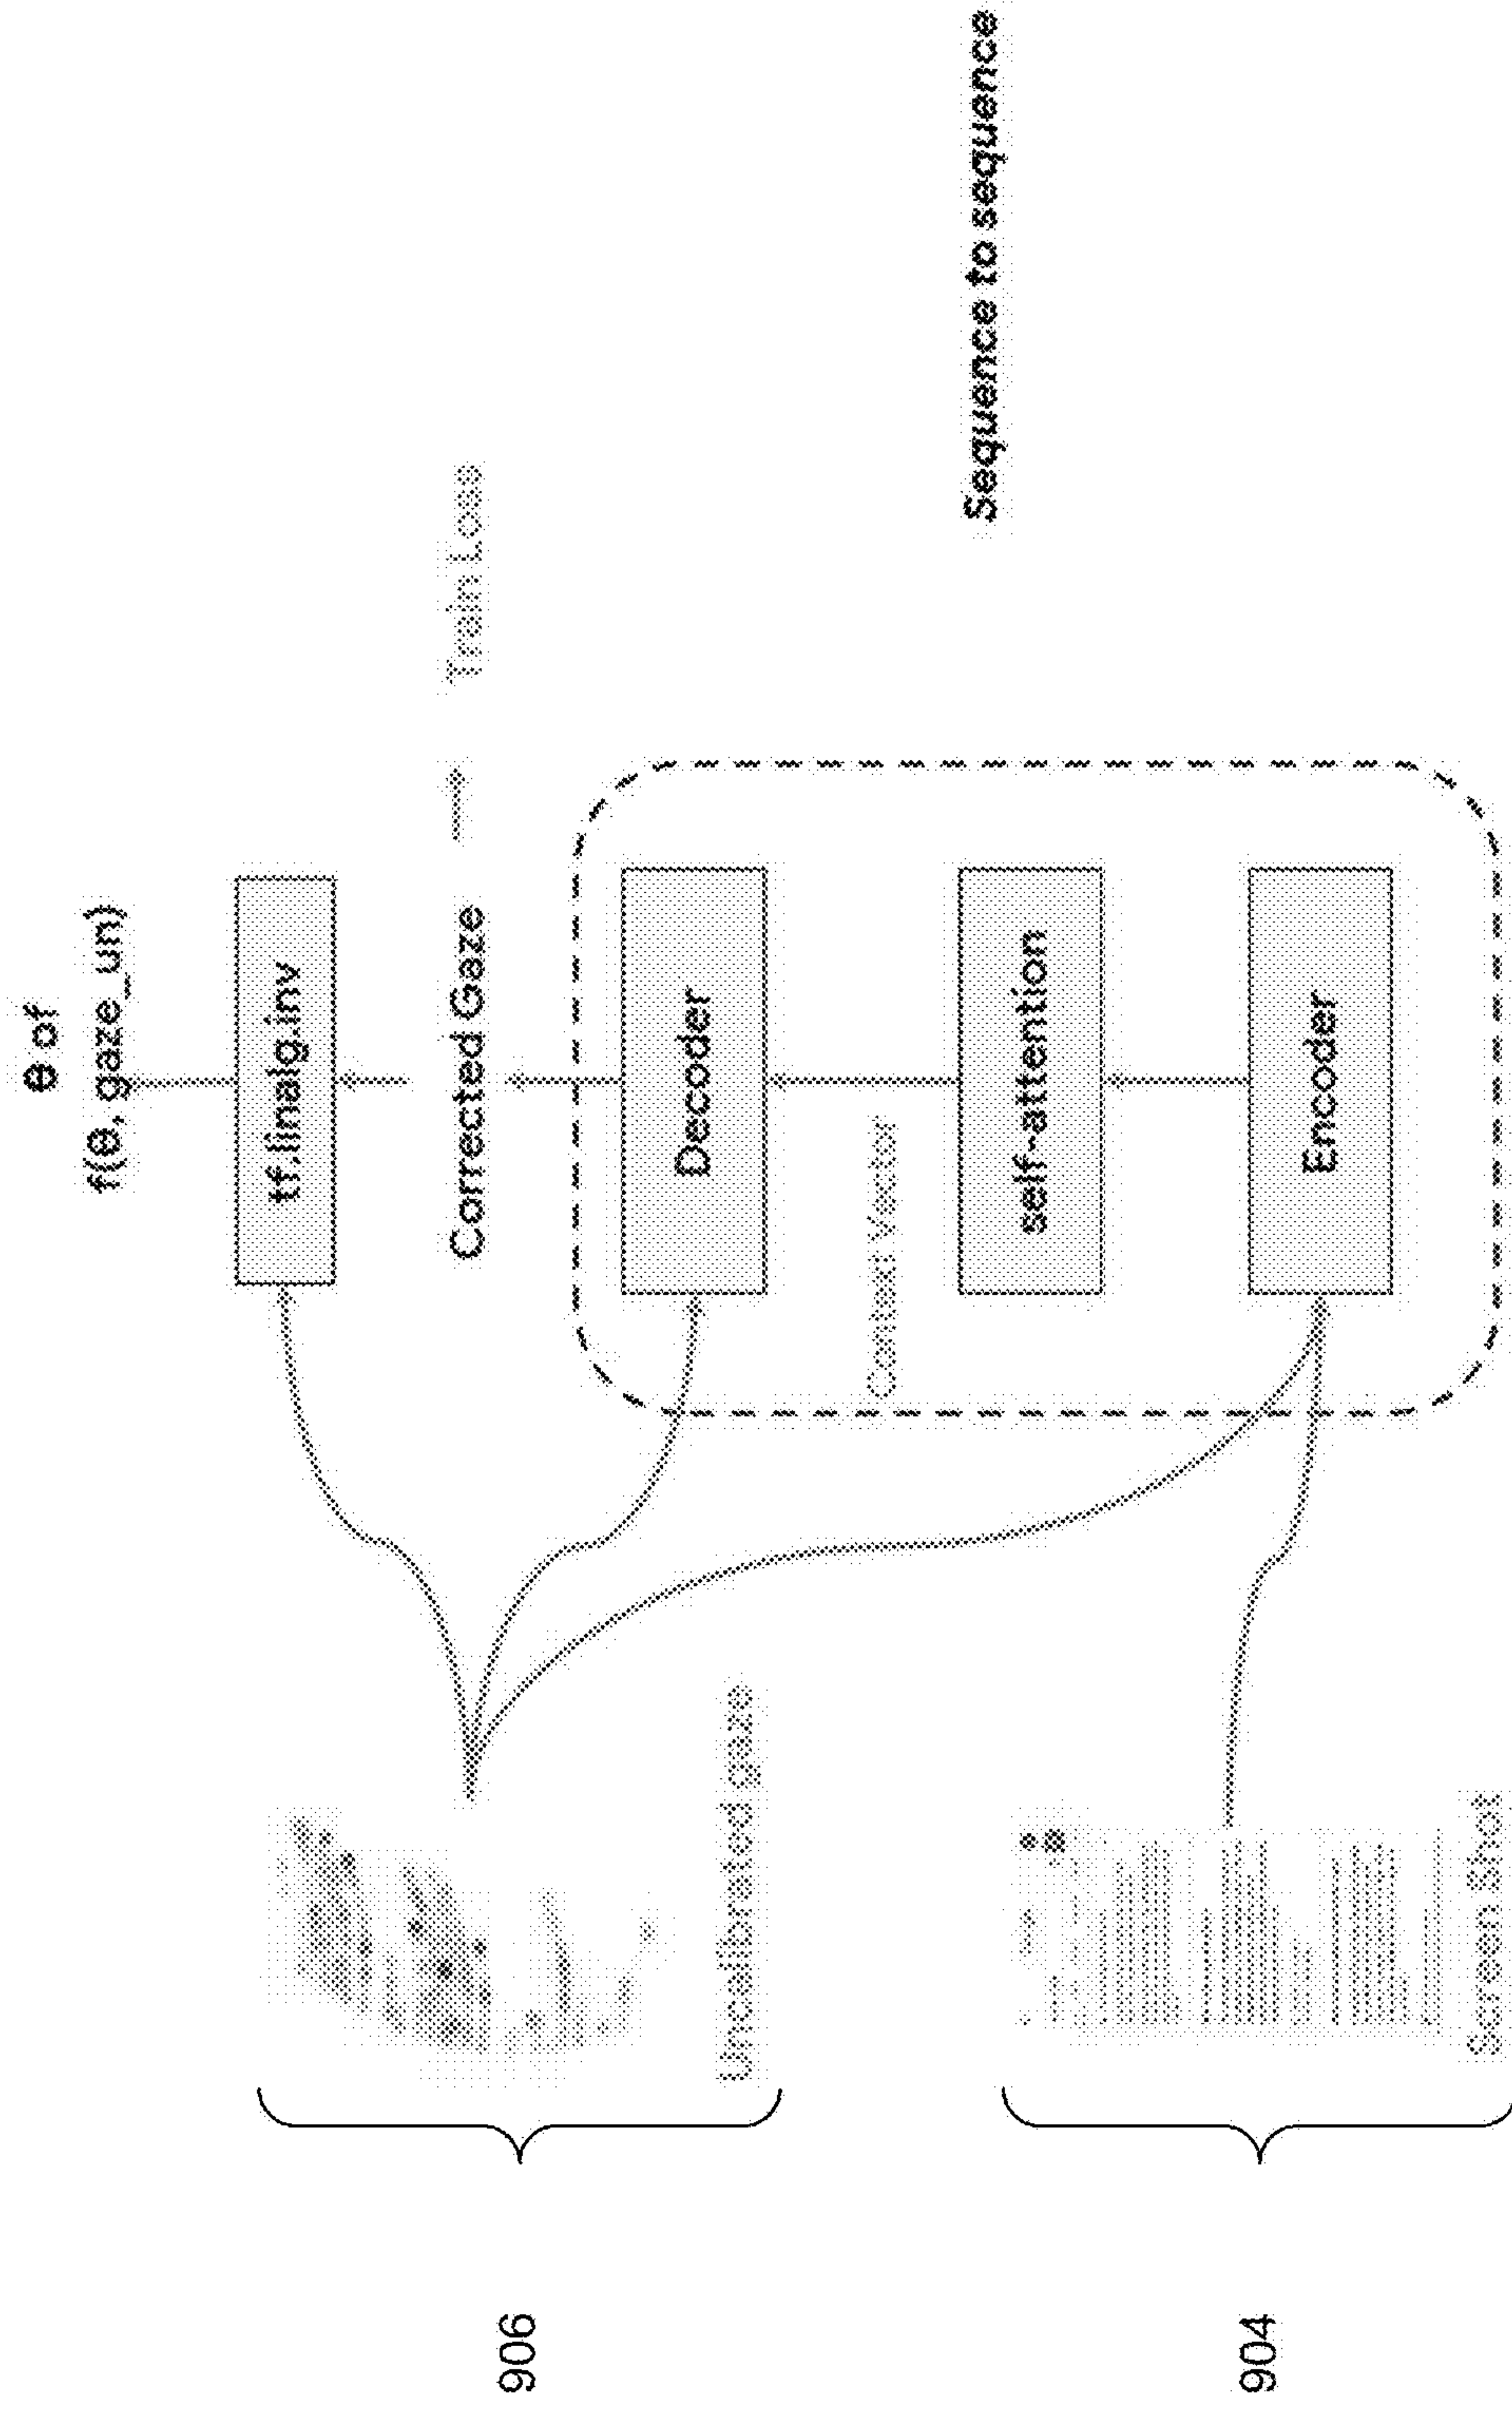 θ of
f(θ, gaze_un)
tf.linalg.inv
Corrected Gaze
Train Loss
Decoder
Context Vector
self-attention
Encoder
Sequence to sequence
Uncalibrated gaze
Screen Shot
906
904